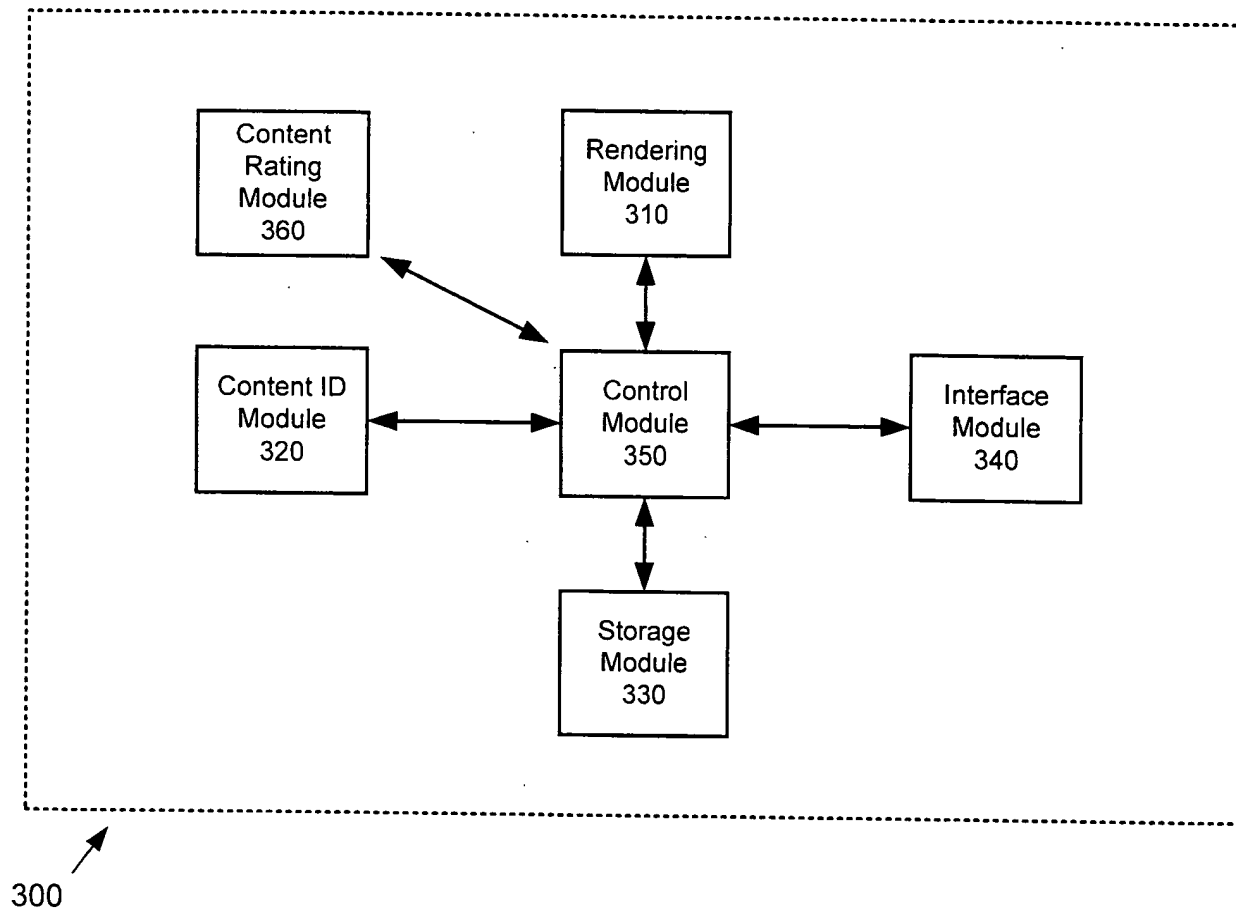 Content
Rating
Module
360
Rendering
Module
310
Content ID
Module
320
Control
Module
350
Interface
Module
340
Storage
Module
330
300